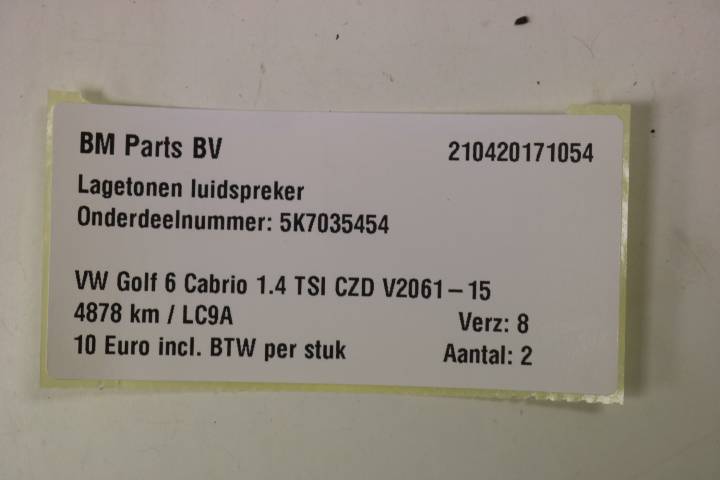 BM Parts BV 210420171054
Lagetonen luidspreker
Onderdeelnummer: 5K7035454
VW Golf 6 Cabrio 1.4 TSI CZD V2061-15
4878 km / LC9A Verz: 8
10 Euro incl. BTW per stuk Aantal: 2